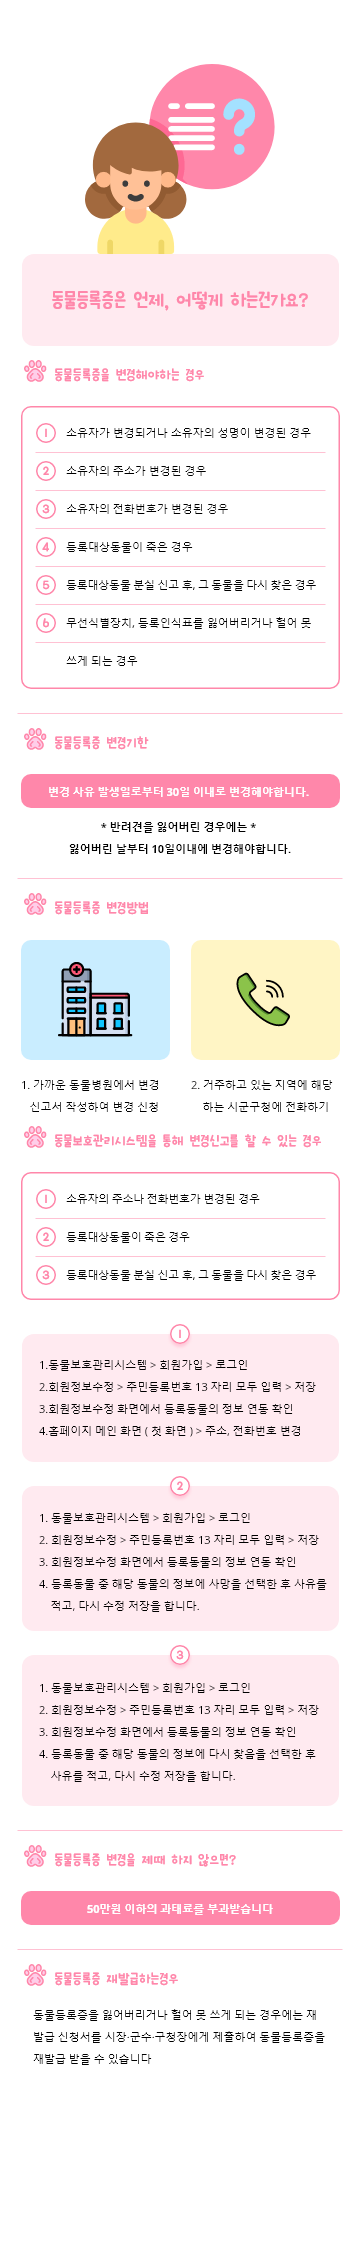 ?
동물등록증은 언제, 어떻게 하는건가요?
동물등록증을 변경해야하는 경우
1 소유자가 변경되거나 소유자의 성명이 변경된 경우
2 소유자의 주소가 변경된 경우
3 소유자의 전화번호가 변경된 경우
4 등록대상동물이 죽은 경우
5 등록대상동물 분실 신고 후, 그 동물을 다시 찾은 경우
6 무선식별장치, 등록인식표를 잃어버리거나 헐어 못
쓰게 되는 경우
동물등록증 변경기한
변경 사유 발생일로부터 30일 이내로 변경해야합니다.
* 반려견을 잃어버린 경우에는 *
잃어버린 날부터 10일이내에 변경해야합니다.
동물등록증 변경방법
1. 가까운 동물병원에서 변경
신고서 작성하여 변경 신청
2. 거주하고 있는 지역에 해당
하는 시군구청에 전화하기
동물보호관리시스템을 통해 변경신고를 할 수 있는 경우
1 소유자의 주소나 전화번호가 변경된 경우
2 등록대상동물이 죽은 경우
3 등록대상동물 분실 신고 후, 그 동물을 다시 찾은 경우
1
1.동물보호관리시스템 > 회원가입 > 로그인
2.회원정보수정 > 주민등록번호 13 자리 모두 입력 > 저장
3.회원정보수정 화면에서 등록동물의 정보 연동 확인
4.홈페이지 메인 화면 ( 첫 화면 ) > 주소, 전화번호 변경
2
1. 동물보호관리시스템 > 회원가입 > 로그인
2. 회원정보수정 > 주민등록번호 13 자리 모두 입력 > 저장
3. 회원정보수정 화면에서 등록동물의 정보 연동 확인
4. 등록동물 중 해당 동물의 정보에 사망을 선택한 후 사유를
적고, 다시 수정 저장을 합니다.
3
1. 동물보호관리시스템 > 회원가입 > 로그인
2. 회원정보수정 > 주민등록번호 13 자리 모두 입력 > 저장
3. 회원정보수정 화면에서 등록동물의 정보 연동 확인
4. 등록동물 중 해당 동물의 정보에 다시 찾음을 선택한 후
사유를 적고, 다시 수정 저장을 합니다.
동물등록증 변경을 제때 하지 않으면?
50만원 이하의 과태료를 부과받습니다
동물등록증 재발급하는경우
동물등록증을 잃어버리거나 헐어 못 쓰게 되는 경우에는 재
발급 신청서를 시장·군수·구청장에게 제출하여 동물등록증을
재발급 받을 수 있습니다